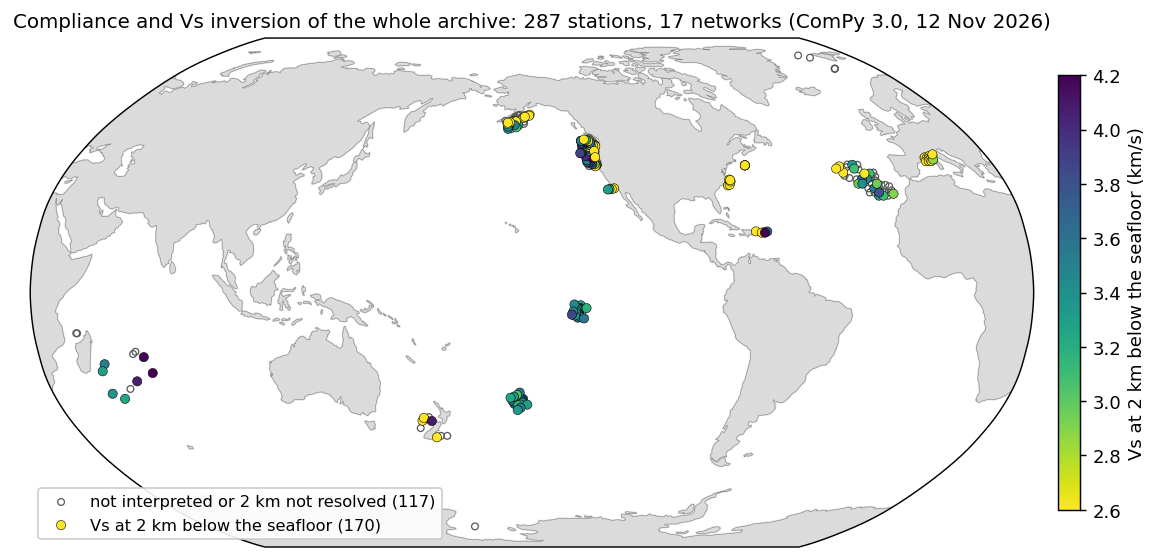 Compliance and Vs inversion of the whole archive: 287 stations, 17 networks (ComPy 3.0, 12 Nov 2026)
4.2
4.0
3.8
3.6
3.4
3.2
3.0
2.8
2.6
Vs at 2 km below the seafloor (km/s)
not interpreted or 2 km not resolved (117)
Vs at 2 km below the seafloor (170)